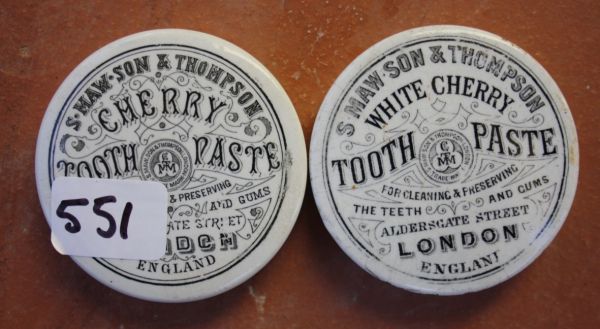 S. MAW. SON & THOMPSON
CHERRY
TOOTH PASTE
& PRESERVING
AND GUMS
551
ENGLAND
S. MAW. SON & THOMPSON
WHITE CHERRY
TOOTH PASTE
FOR CLEANING & PRESERVING
THE TEETH AND GUMS
ALDERSGATE STREET
LONDON
ENGLAND